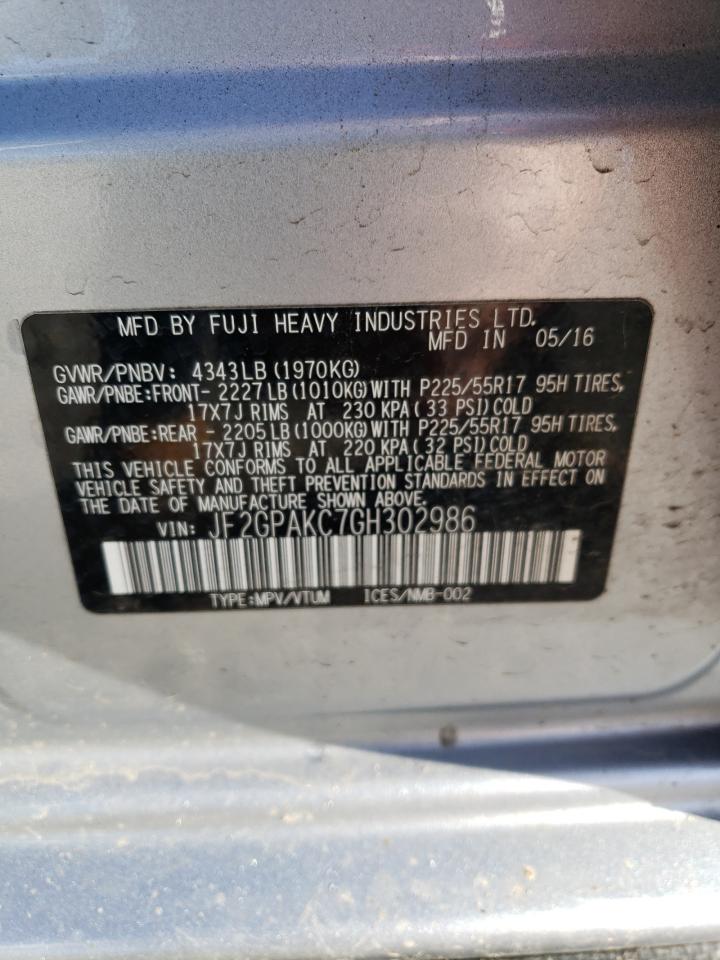 MFD BY FUJI HEAVY INDUSTRIES LTD.
MFD IN 05/16
GVWR/PNBV: 4343LB (1970KG)
GAWR/PNBE:FRONT- 2227LB (1010KG)WITH P225/55R17 95H TIRES,
17X7J RIMS AT 230 KPA( 33 PSI)COLD
GAWR/PNBE:REAR - 2205LB (1000KG)WITH P225/55R17 95H TIRES,
17X7J RIMS AT 220 KPA( 32 PSI)COLD
THIS VEHICLE CONFORMS TO ALL APPLICABLE FEDERAL MOTOR
VEHICLE SAFETY AND THEFT PREVENTION STANDARDS IN EFFECT ON
THE DATE OF MANUFACTURE SHOWN ABOVE.
VIN: JF2GPAKC7GH302986
TYPE:MPV/VTUM ICES/NMB-002